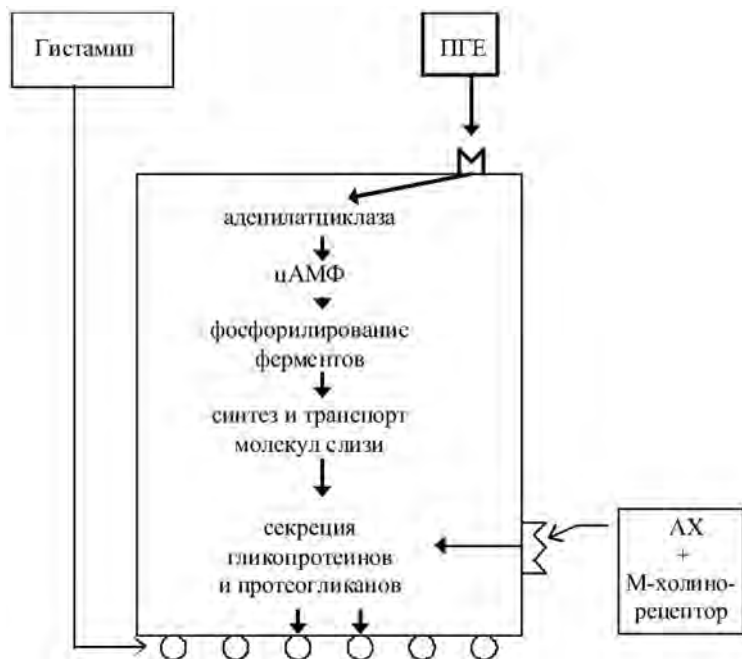 Гистамин
ПГЕ
аденилатциклаза
цАМФ
фосфорилирование
ферментов
синтез и транспорт
молекул слизи
секреция
гликопротеинов
и протеогликанов
АХ
+
М-холино-
рецептор